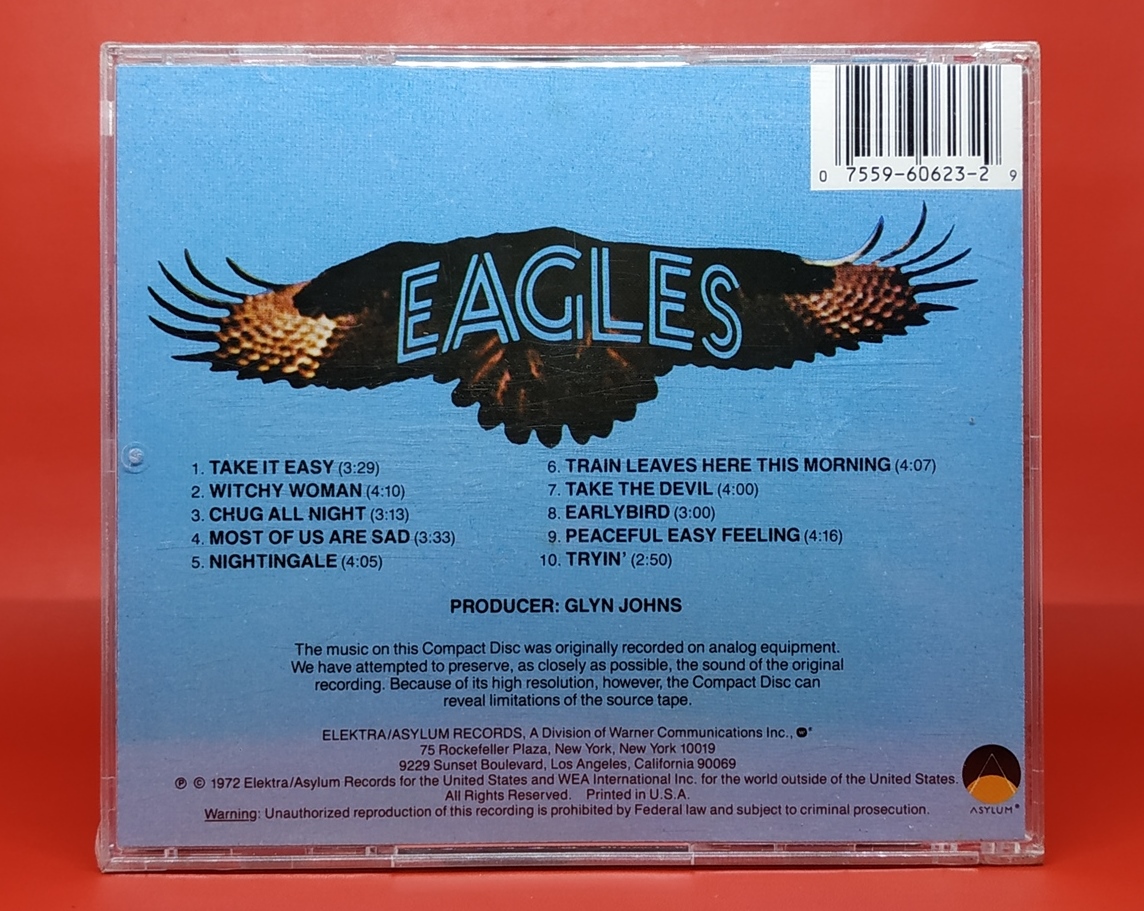 0 7559-60623-2 9
EAGLES
1. TAKE IT EASY (3:29)
2. WITCHY WOMAN (4:10)
3. CHUG ALL NIGHT (3:13)
4. MOST OF US ARE SAD (3:33)
5. NIGHTINGALE (4:05)
6. TRAIN LEAVES HERE THIS MORNING (4:07)
7. TAKE THE DEVIL (4:00)
8. EARLYBIRD (3:00)
9. PEACEFUL EASY FEELING (4:16)
10. TRYIN' (2:50)
PRODUCER: GLYN JOHNS
The music on this Compact Disc was originally recorded on analog equipment.
We have attempted to preserve, as closely as possible, the sound of the original
recording. Because of its high resolution, however, the Compact Disc can
reveal limitations of the source tape.
ELEKTRA/ASYLUM RECORDS, A Division of Warner Communications Inc.,
75 Rockefeller Plaza, New York, New York 10019
9229 Sunset Boulevard, Los Angeles, California 90069
℗ © 1972 Elektra/Asylum Records for the United States and WEA International Inc. for the world outside of the United States.
All Rights Reserved. Printed in U.S.A.
Warning: Unauthorized reproduction of this recording is prohibited by Federal law and subject to criminal prosecution.
ASYLUM®